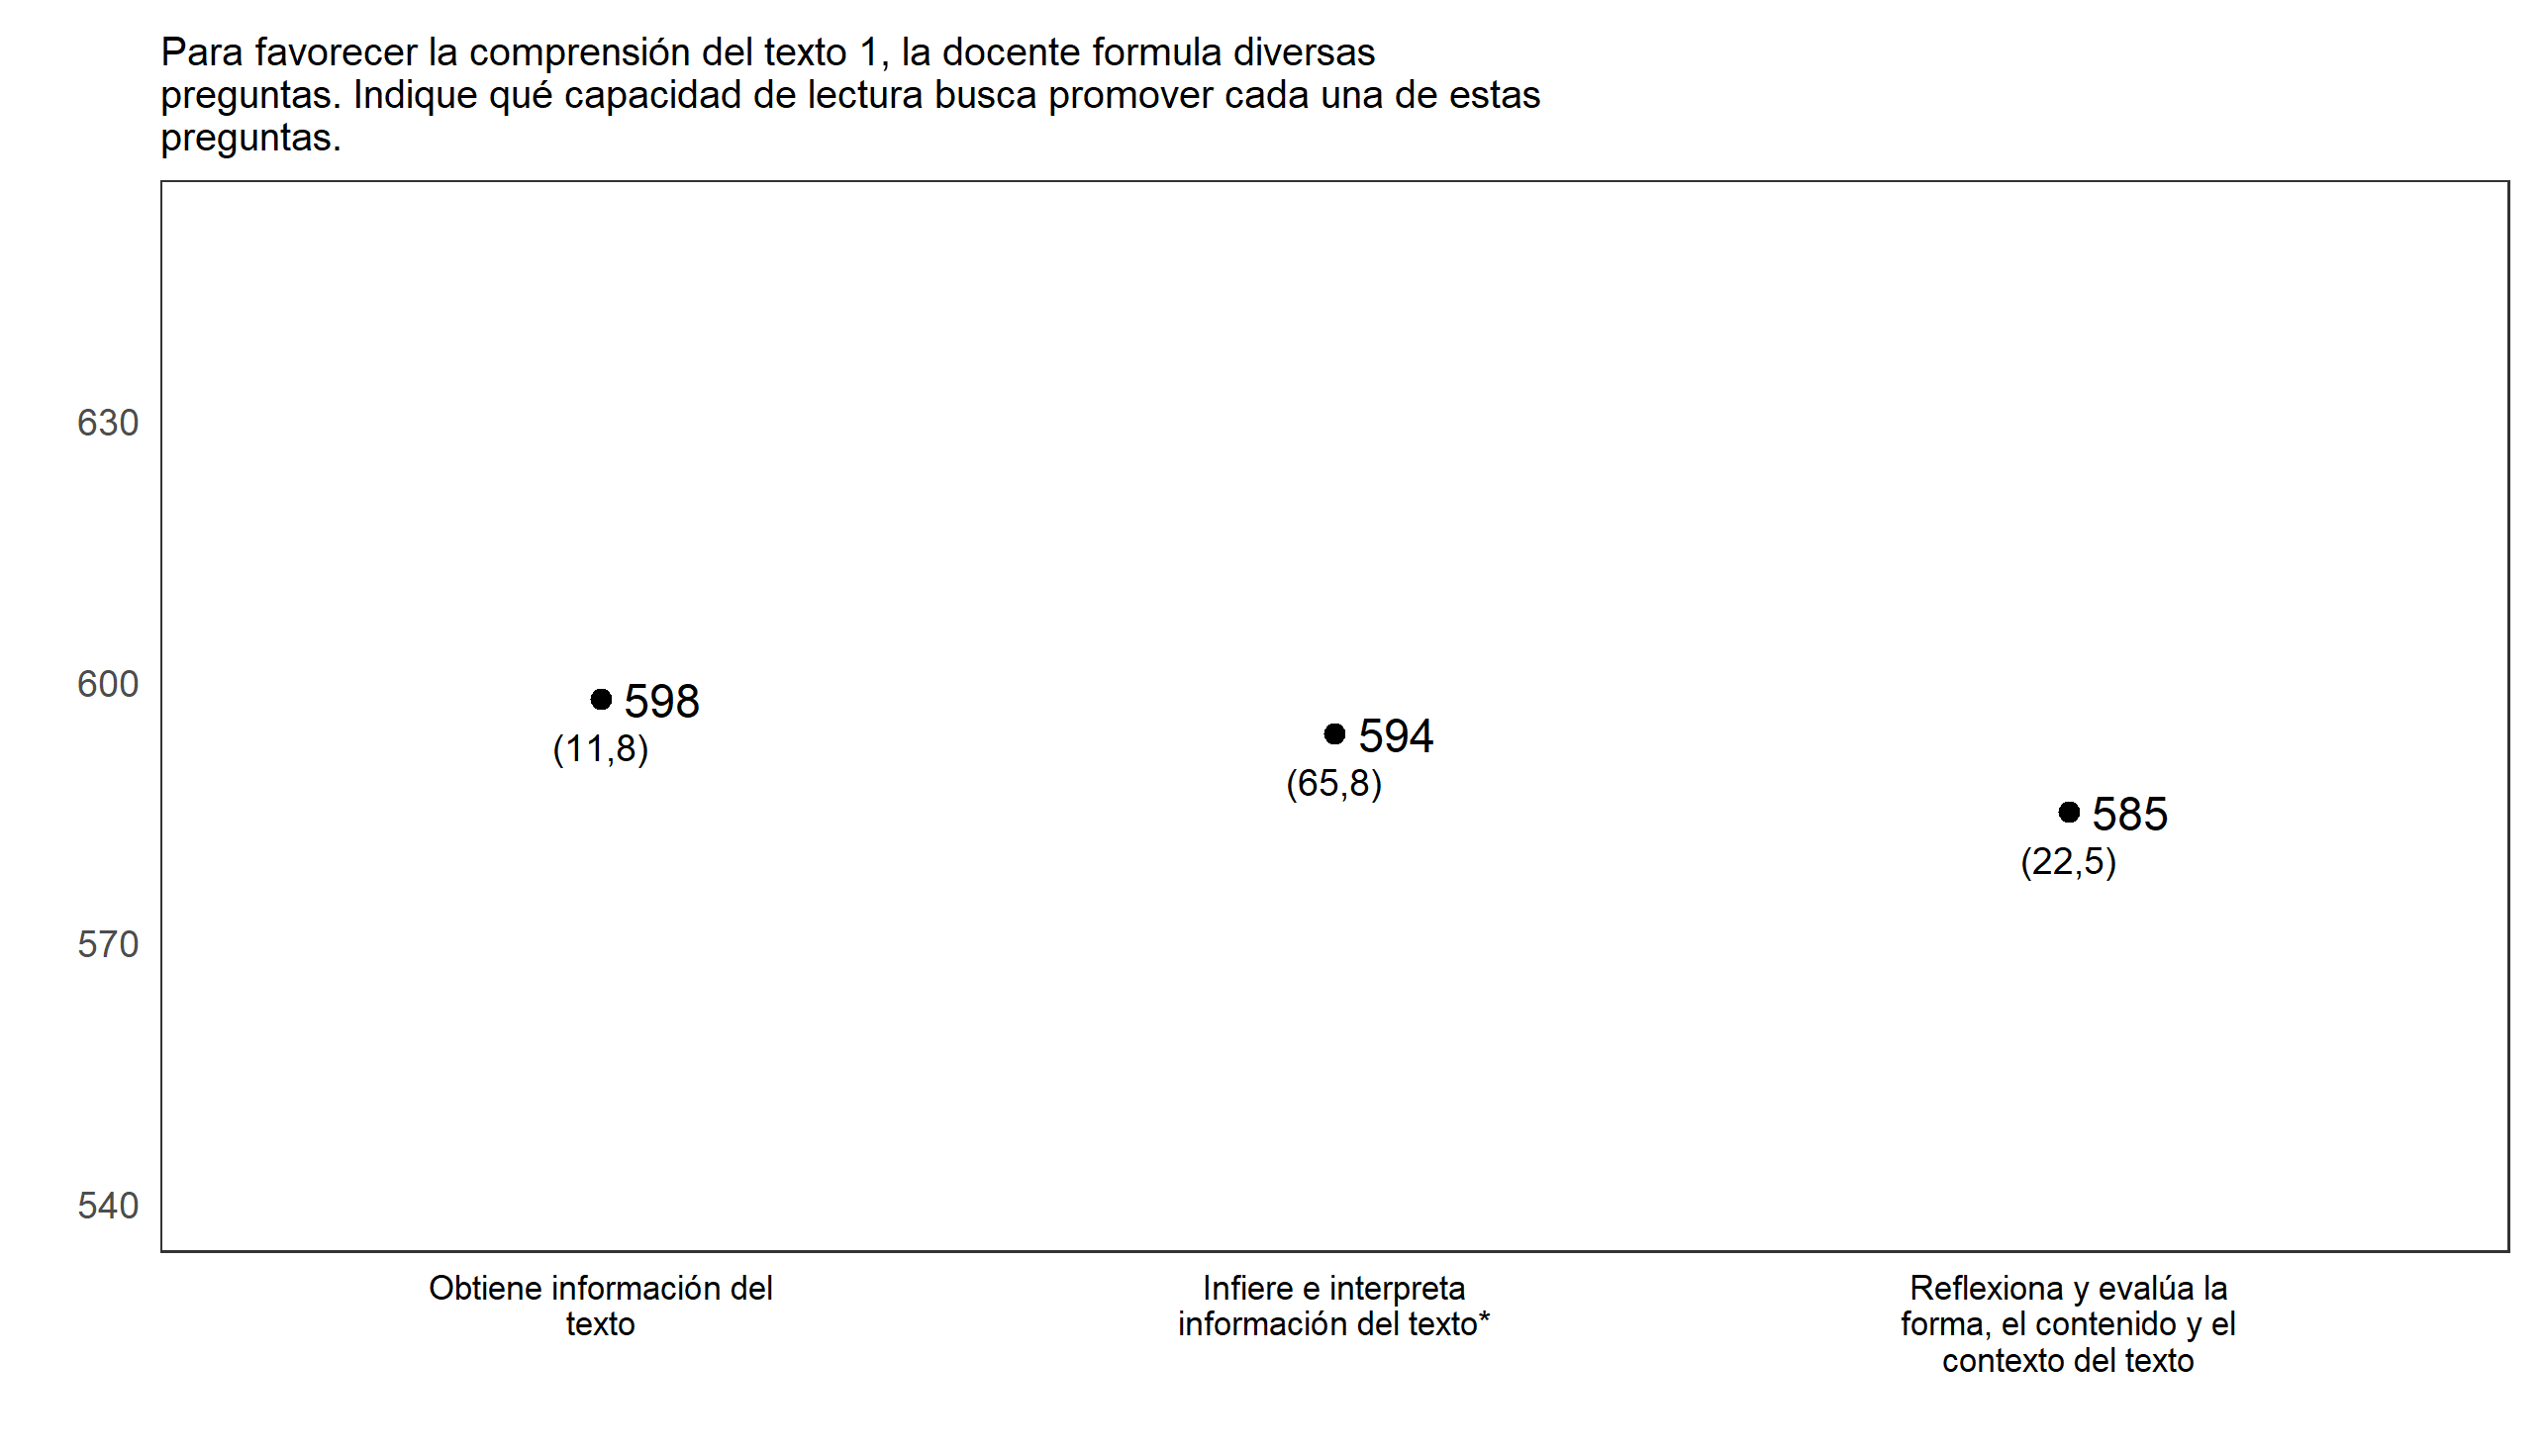 Para favorecer la comprensión del texto 1, la docente formula diversas
preguntas. Indique qué capacidad de lectura busca promover cada una de estas
preguntas.
630
600
570
540
598
(11,8)
594
(65,8)
585
(22,5)
Obtiene información del
texto
Infiere e interpreta
información del texto*
Reflexiona y evalúa la
forma, el contenido y el
contexto del texto